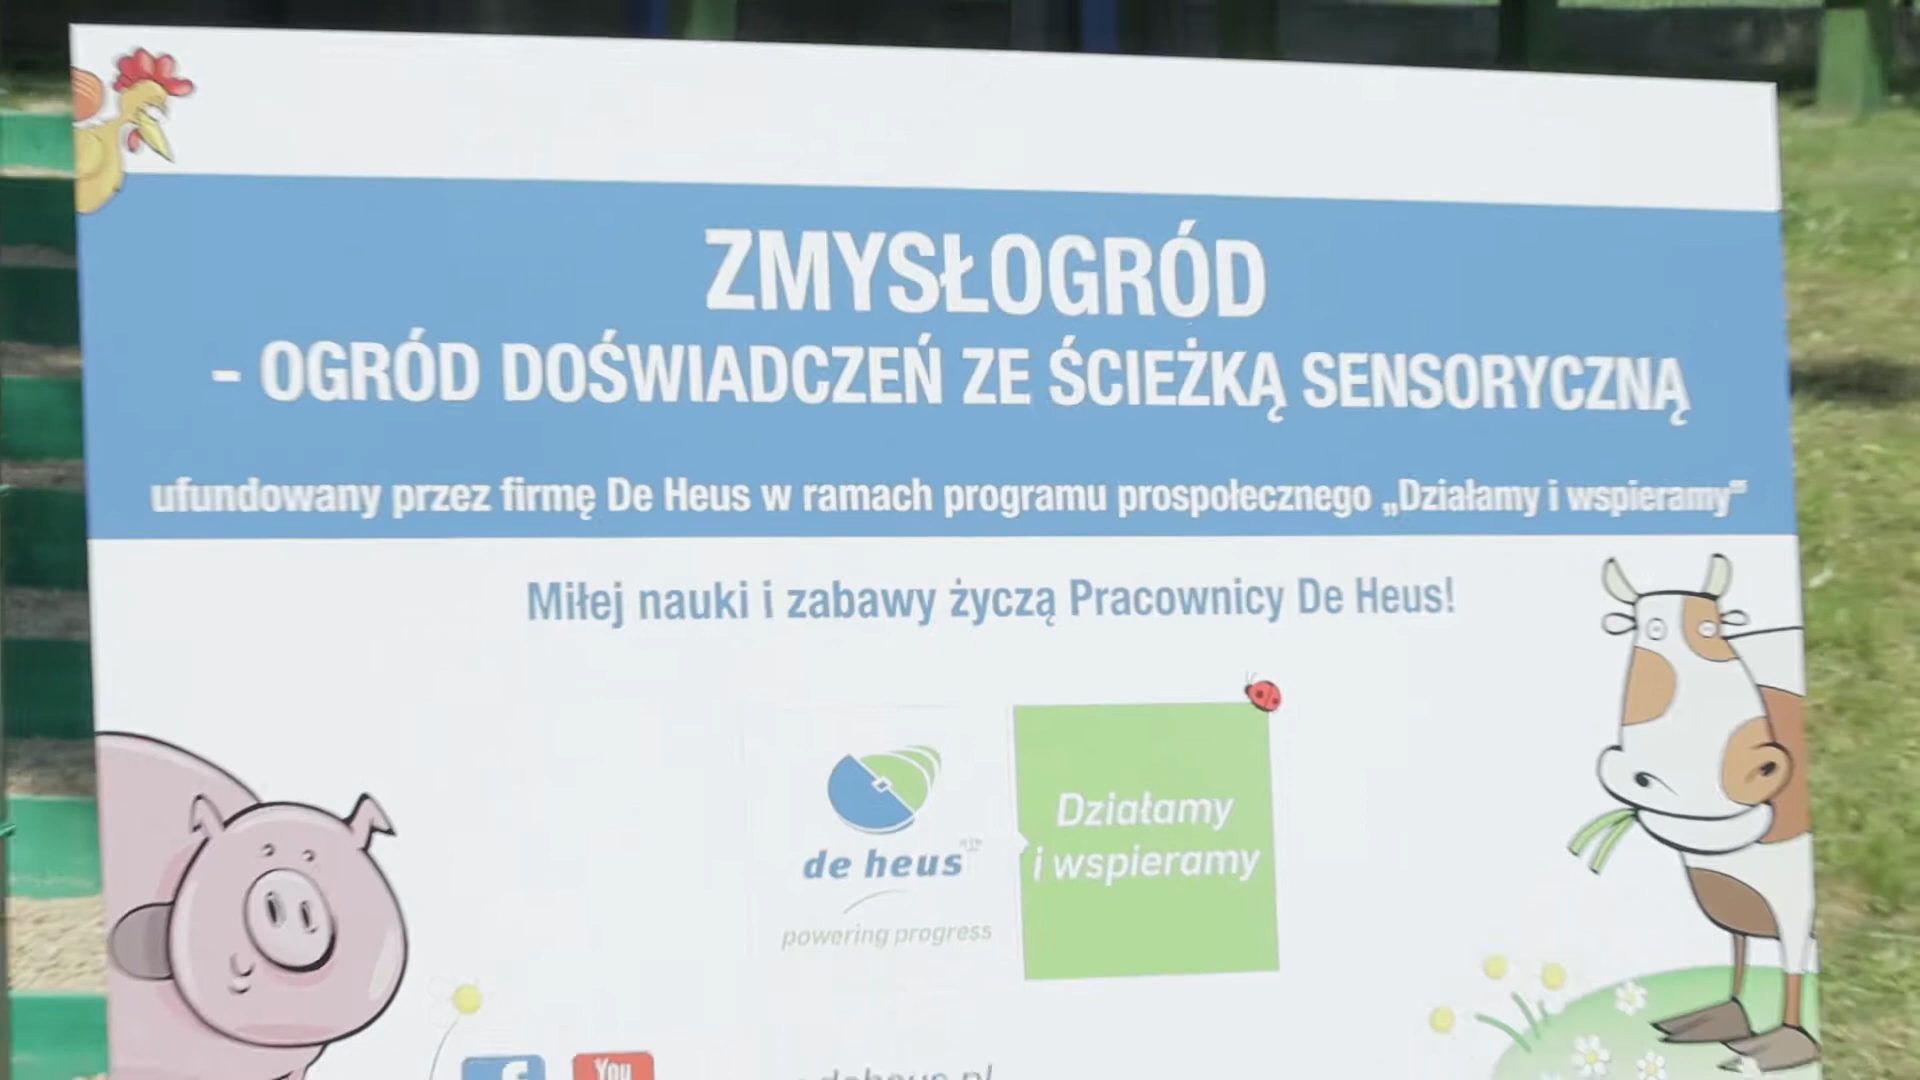 ZMYSŁOGRÓD
- OGRÓD DOŚWIADCZEŃ ZE ŚCIEŻKĄ SENSORYCZNĄ
ufundowany przez firmę De Heus w ramach programu prospołecznego „Działamy i wspieramy"
Miłej nauki i zabawy życzą Pracownicy De Heus!
de heus
powering progress
Działamy
i wspieramy
You